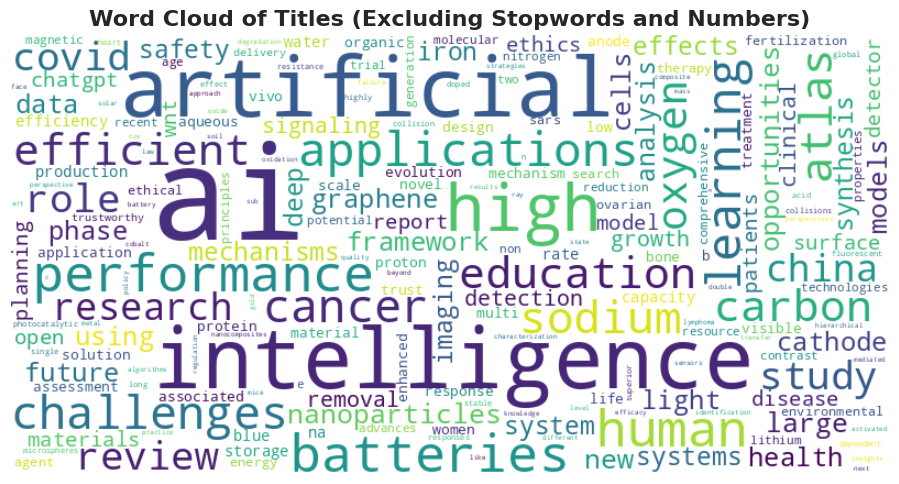 Word Cloud of Titles (Excluding Stopwords and Numbers)
covid
safety
artificial
iron
ethics
effects
anode
fertilization
magnetic
heart
degradation
water
organic
molecular
nitrogen
chatgpt
age
delivery
trial
generation
two
cells
therapy
global
data
wnt
vivo
resistance
strategies
composite
efficiency
recent
aqueous
signaling
effect
approach
solar
highly
doped
design
sars
low
analysis
oxygen
learning
treatment
mass
opportunities
clinical
atlas
synthesis
properties
detector
models
face
cov
law
soil
oxide
collision
efficient
applications
oxidation
n
production
evolution
mechanism
search
perspective
ethical
principles
deep
scale
novel
reduction
comprehensive
acid
role
ai
graphene
high
potential
ovarian
patients
collisions
art
battery
sub
results
ray
trustworthy
report
model
perspectives
phase
cobalt
application
framework
non
growth
surface
fluorescent
planning
mechanisms
quality
state
rate
bone
b
china
performance
proton
beyond
education
double
technologies
c
policy
gold
trust
imaging
detection
capacity
research
cancer
multi
sodium
carbon
photocatalytic
metal
nanocomposites
protein
material
characterization
resource
lymphoma
visible
hierarchical
open
using
solution
enhanced
intelligence
transfer
cathode
single
algorithms
regulation
sensors
contrast
mediated
future
assessment
long
associated
e
mice
response
stable
superior
life
light
level
disease
study
environmental
challenges
removal
nanoparticles
advances
women
knowledge
system
efficacy
identification
human
large
lithium
activated
materials
practice
blue
na
responses
different
dependent
insights
agent
microspheres
review
storage
energy
batteries
like
new
systems
health
next